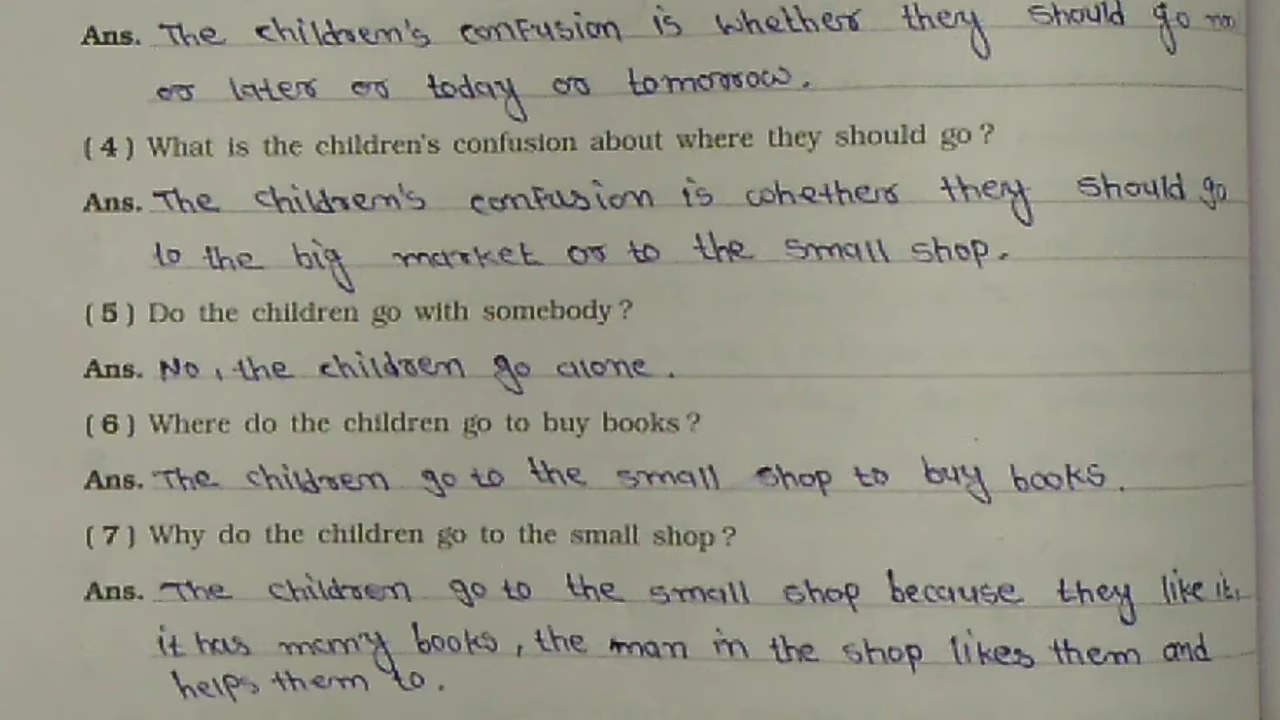 Ans. The children's confusion is whether they should go
or later or today or tomorrow.
(4) What is the children's confusion about where they should go?
Ans. The children's confusion is whether they should go
to the big market or to the small shop.
(5) Do the children go with somebody?
Ans. No, the children go alone.
(6) Where do the children go to buy books?
Ans. The children go to the small shop to buy books.
(7) Why do the children go to the small shop?
Ans. The children go to the small shop because they like it,
it has many books, the man in the shop likes them and
helps them to.